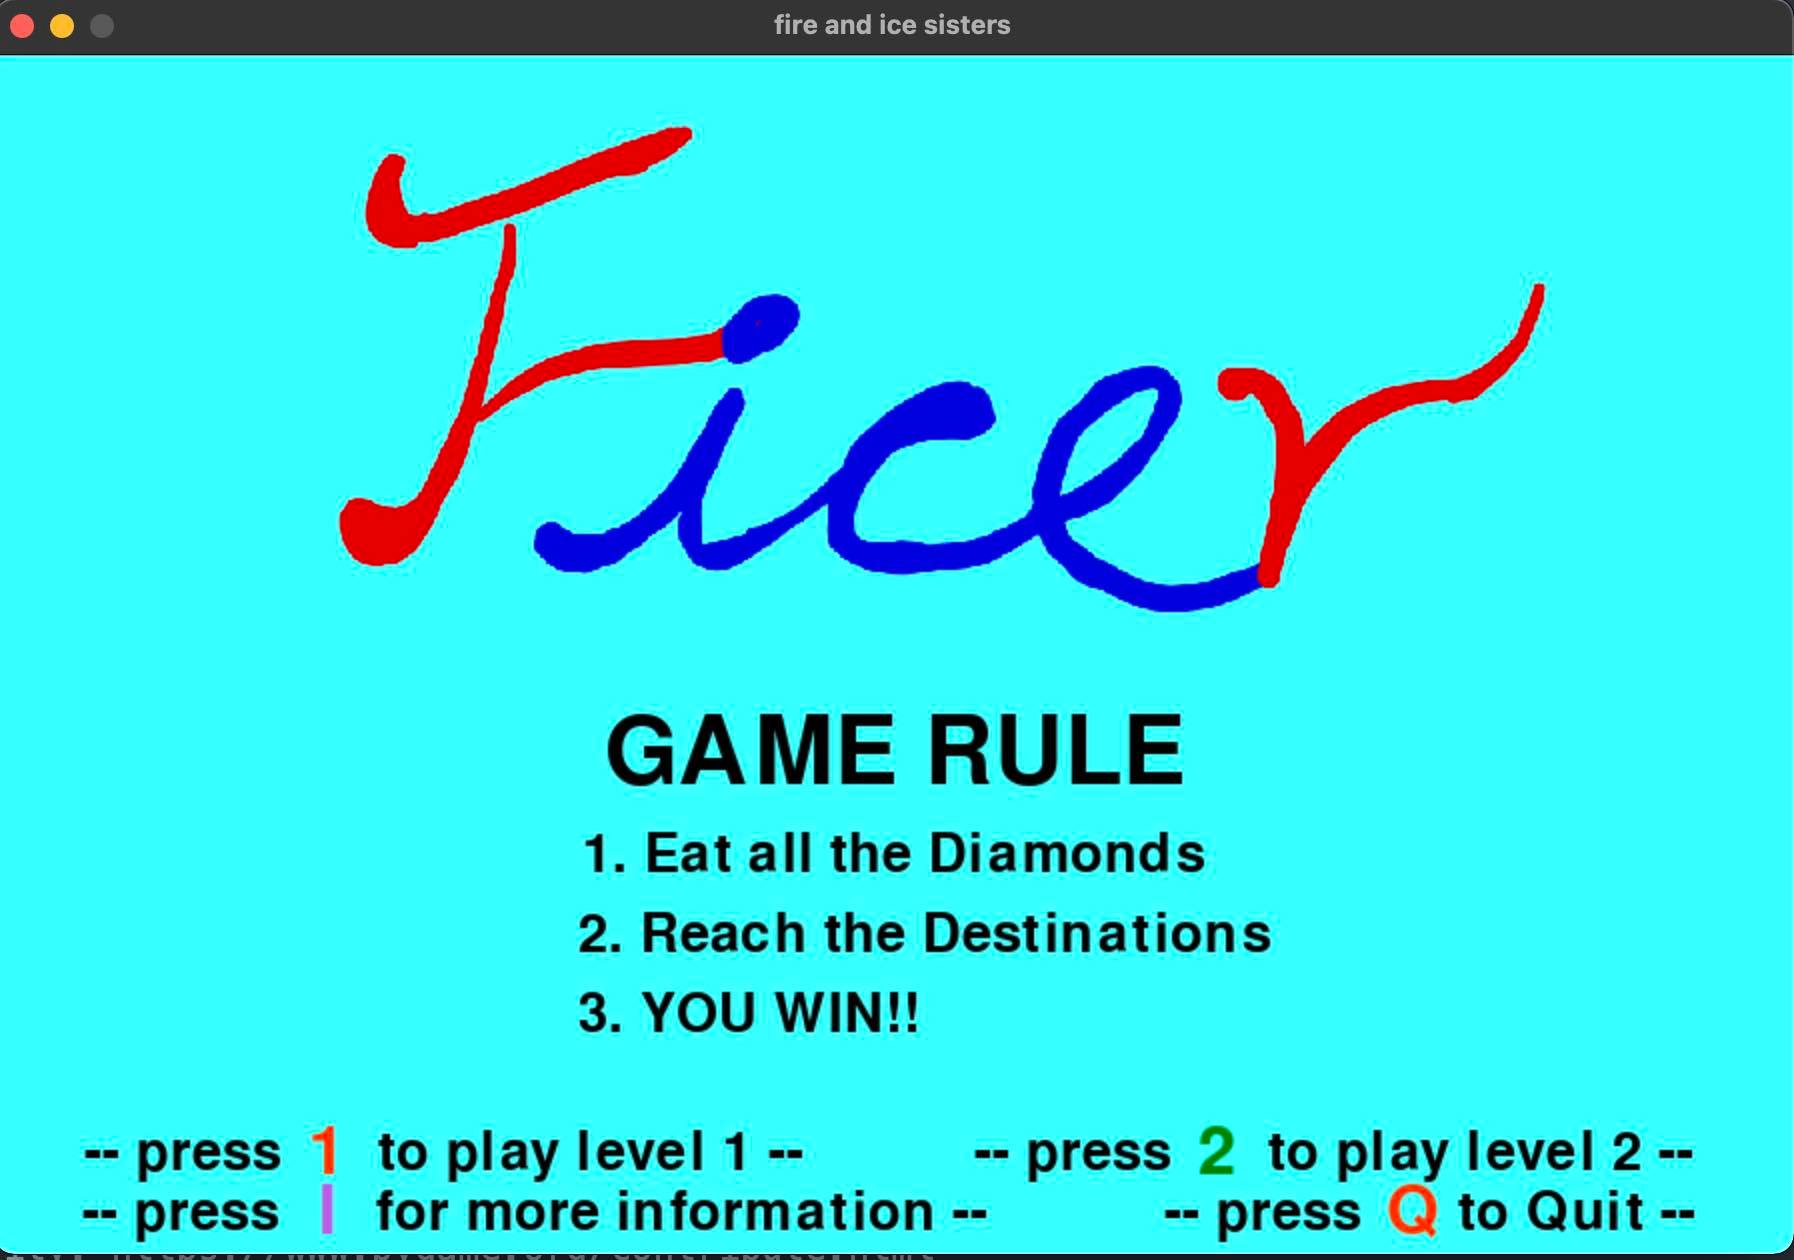 fire and ice sisters
Ficer
GAME RULE
1. Eat all the Diamonds
2. Reach the Destinations
3. YOU WIN!!
-- press 1 to play level 1 -- -- press 2 to play level 2 --
-- press I for more information -- -- press Q to Quit --